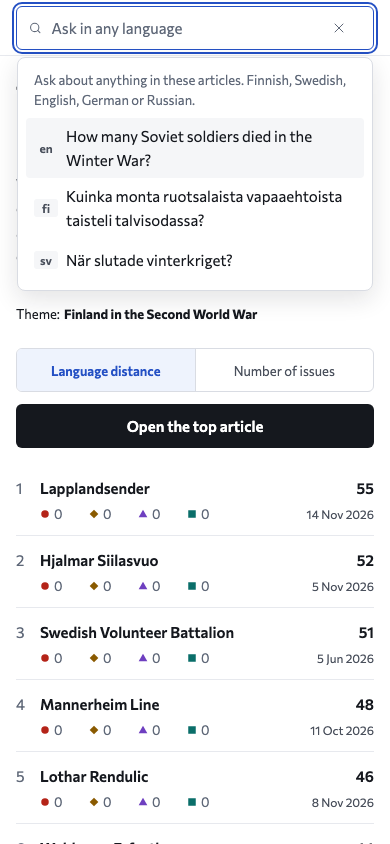 Ask in any language
Ask about anything in these articles. Finnish, Swedish,
English, German or Russian.
en
How many Soviet soldiers died in the
Winter War?
fi
Kuinka monta ruotsalaista vapaaehtoista
taisteli talvisodassa?
sv
När slutade vinterkriget?
Theme: Finland in the Second World War
Language distance
Number of issues
Open the top article
1 Lapplandsender 55
0 0 0 0 14 Nov 2026
2 Hjalmar Siilasvuo 52
0 0 0 0 5 Nov 2026
3 Swedish Volunteer Battalion 51
0 0 0 0 5 Jun 2026
4 Mannerheim Line 48
0 0 0 0 11 Oct 2026
5 Lothar Rendulic 46
0 0 0 0 8 Nov 2026